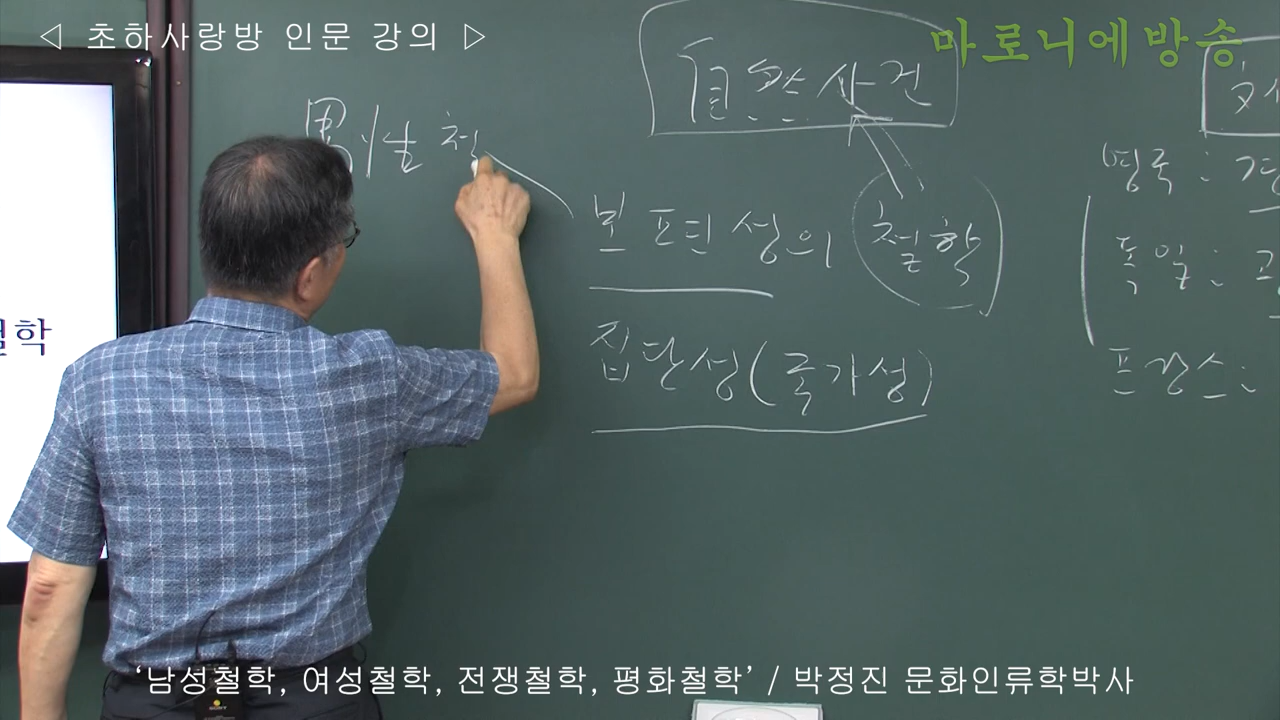 ◁ 초하사랑방 인문 강의 ▷
마로니에방송
사건
男性 철
보편성의 철학
집단성(국가성)
영국 :
독일 :
프랑스 :
철학
‘남성철학, 여성철학, 전쟁철학, 평화철학’ / 박정진 문화인류학박사
SONY